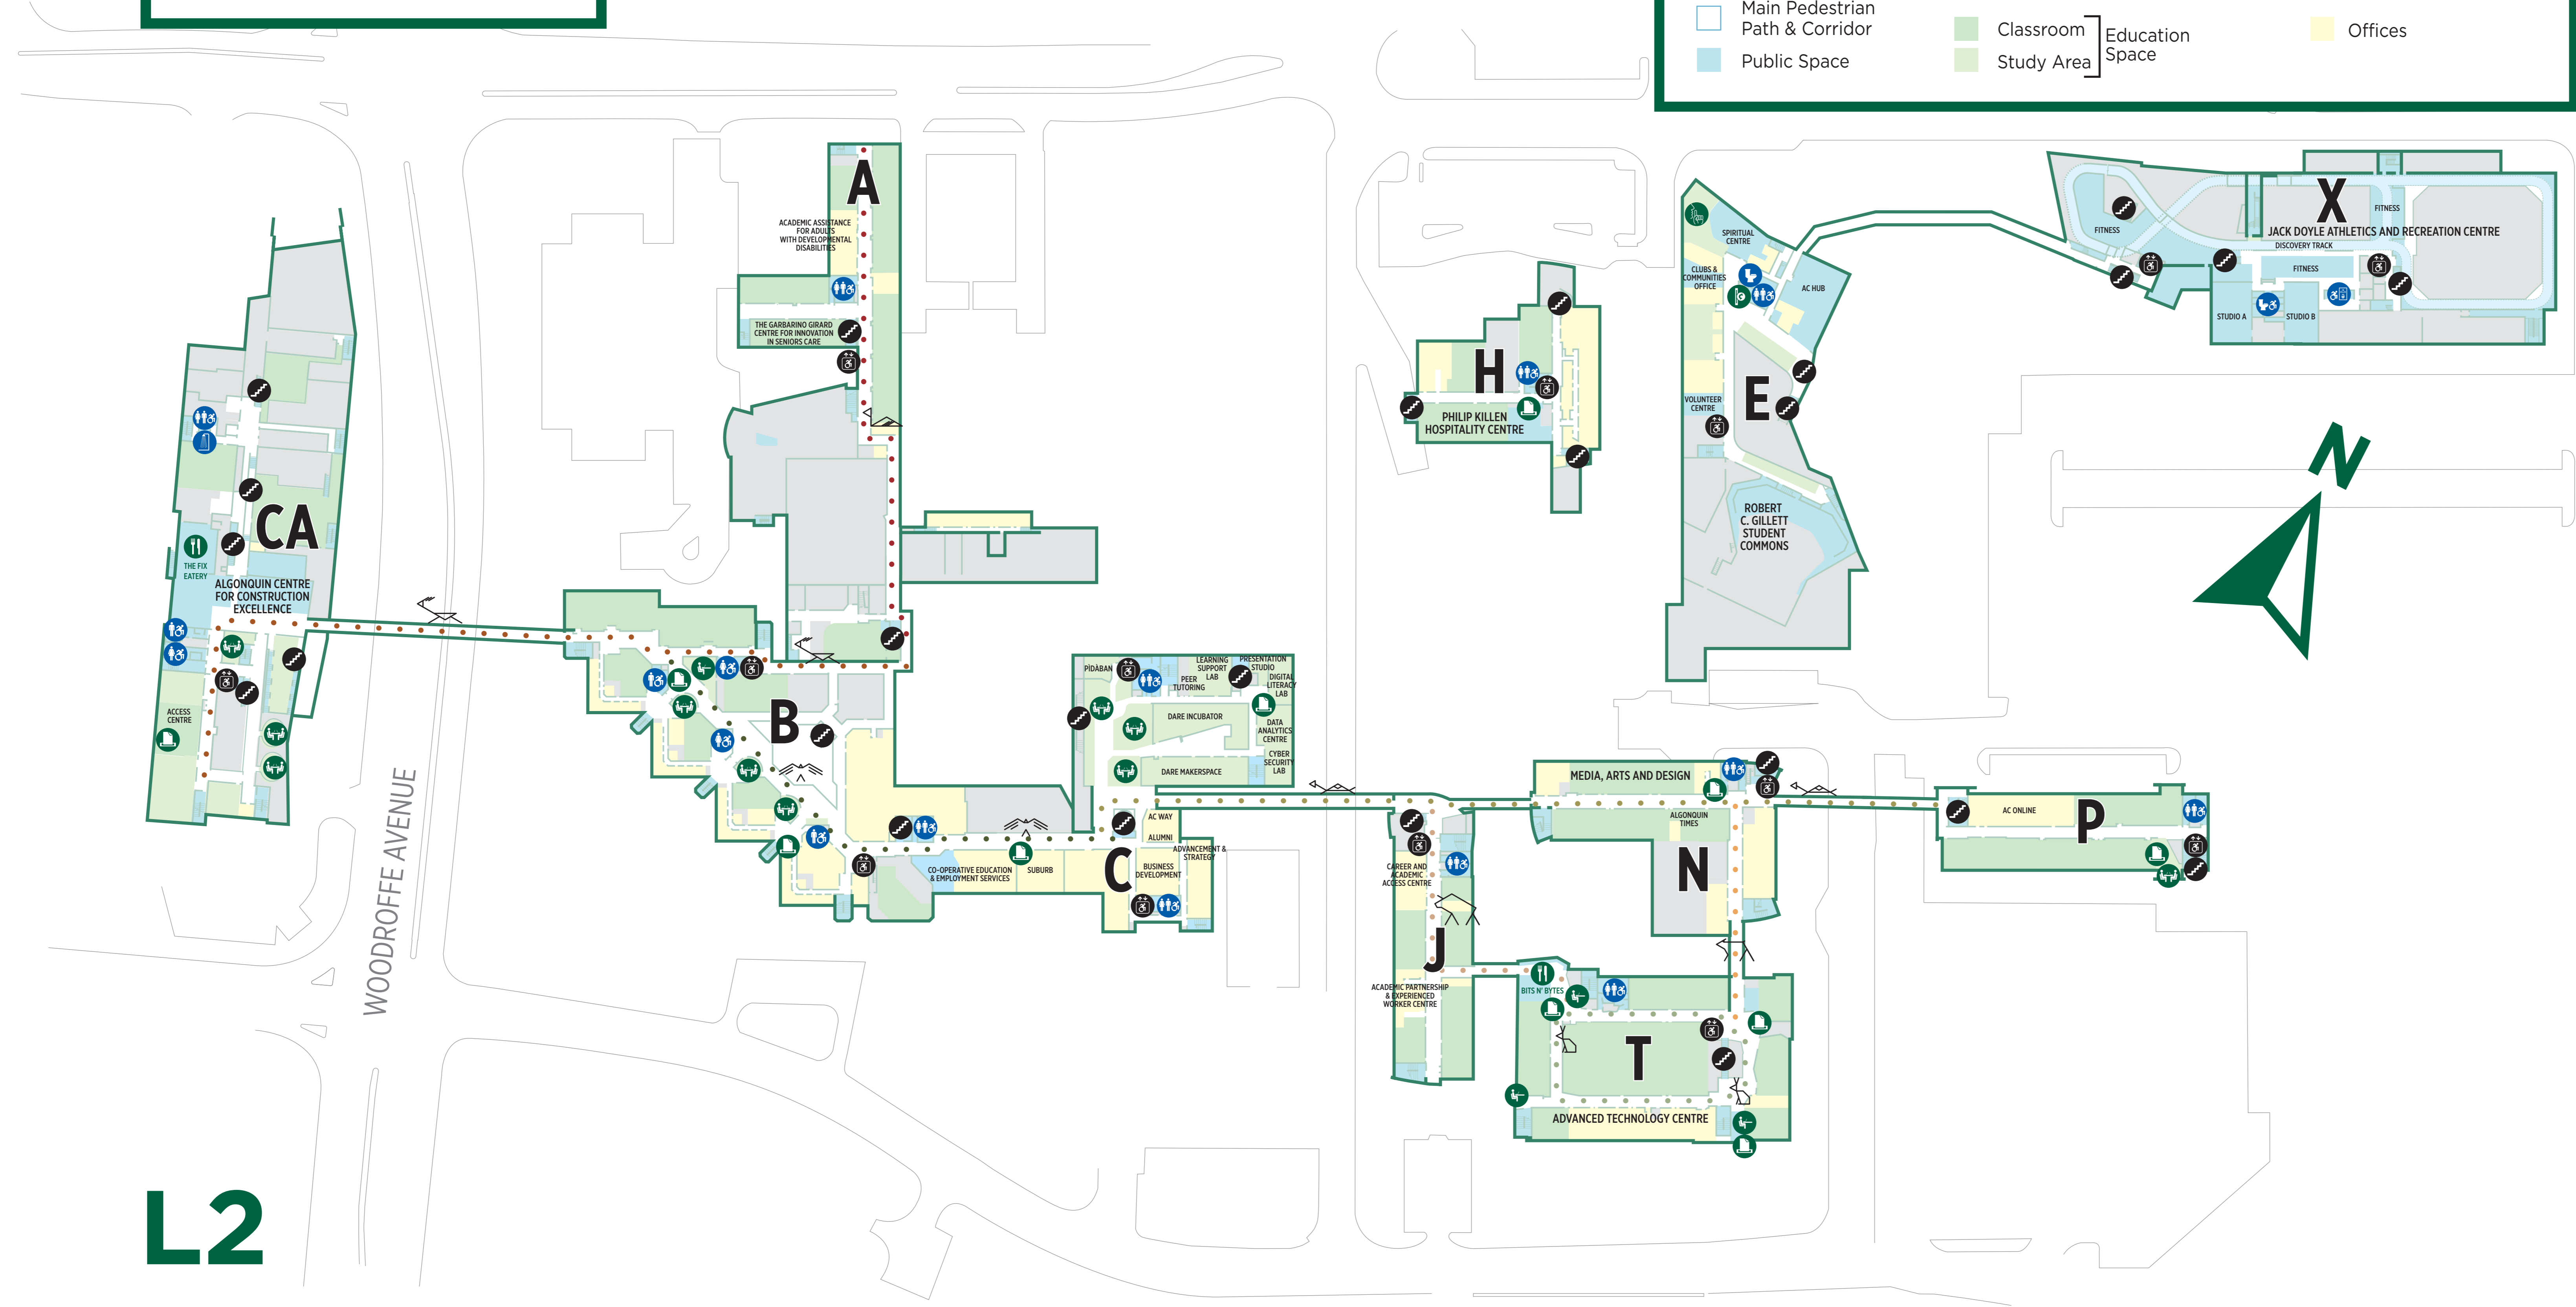 Main Pedestrian
Path & Corridor
Public Space
Classroom
Study Area
Education
Space
Offices
A
ACADEMIC ASSISTANCE
FOR ADULTS
WITH DEVELOPMENTAL
DISABILITIES
THE GARBARINO GIRARD
CENTRE FOR INNOVATION
IN SENIORS CARE
X
FITNESS
FITNESS
JACK DOYLE ATHLETICS AND RECREATION CENTRE
DISCOVERY TRACK
FITNESS
STUDIO A
STUDIO B
SPIRITUAL
CENTRE
CLUBS &
COMMUNITIES
OFFICE
AC HUB
E
VOLUNTEER
CENTRE
ROBERT
C. GILLETT
STUDENT
COMMONS
H
PHILIP KILLEN
HOSPITALITY CENTRE
N
CA
THE FIX
EATERY
ALGONQUIN CENTRE
FOR CONSTRUCTION
EXCELLENCE
ACCESS
CENTRE
WOODROFFE AVENUE
B
PÌDÀBAN
LEARNING
SUPPORT
LAB
PRESENTATION
STUDIO
PEER
TUTORING
DIGITAL
LITERACY
LAB
DARE INCUBATOR
DATA
ANALYTICS
CENTRE
CYBER
SECURITY
LAB
DARE MAKERSPACE
AC WAY
ALUMNI
ADVANCEMENT &
STRATEGY
C
BUSINESS
DEVELOPMENT
CO-OPERATIVE EDUCATION
& EMPLOYMENT SERVICES
SUBURB
MEDIA, ARTS AND DESIGN
ALGONQUIN
TIMES
N
AC ONLINE
P
CAREER AND
ACADEMIC
ACCESS CENTRE
J
ACADEMIC PARTNERSHIP
& EXPERIENCED
WORKER CENTRE
BITS N' BYTES
T
ADVANCED TECHNOLOGY CENTRE
L2